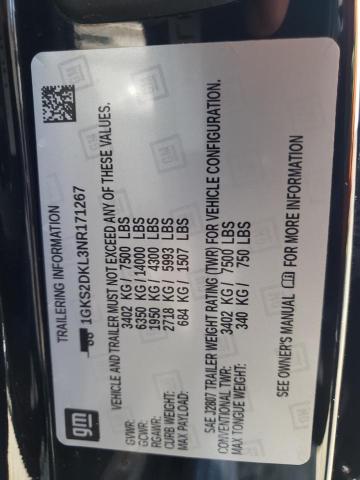 gm
TRAILERING INFORMATION
1GKS2DKL3NR171267
VEHICLE AND TRAILER MUST NOT EXCEED ANY OF THESE VALUES.
GVWR: 3402 KG/ 7500 LBS
GCWR: 6350 KG/ 14000 LBS
RGAWR: 1950 KG/ 4300 LBS
CURB WEIGHT: 2718 KG/ 5993 LBS
MAX PAYLOAD: 684 KG/ 1507 LBS
SAE J2807 TRAILER WEIGHT RATING (TWR) FOR VEHICLE CONFIGURATION.
CONVENTIONAL TWR: 3402 KG/ 7500 LBS
MAX TONGUE WEIGHT: 340 KG/ 750 LBS
SEE OWNER'S MANUAL FOR MORE INFORMATION